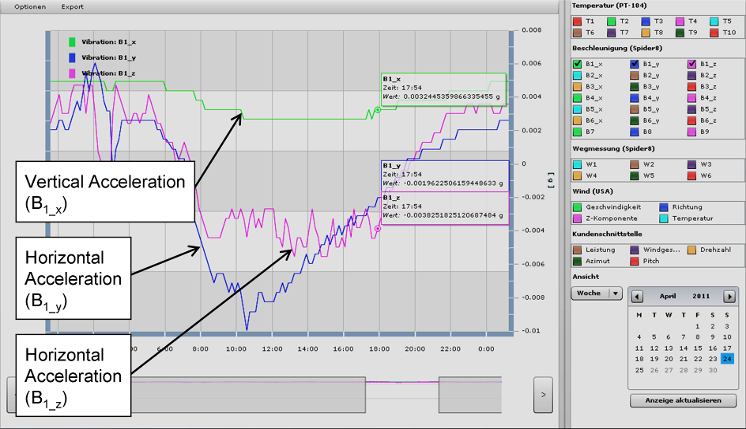 Optionen Export
Vibration: B1_x
Vibration: B1_y
Vibration: B1_z
0.008
0.006
0.004
0.002
0
-0.002
-0.004
-0.006
-0.008
-0.01
[ g ]
B1_x
Zeit: 17:54
Wert: 0.0032445359866335455 g
B1_y
Zeit: 17:54
Wert: -0.0019622506159448633 g
B1_z
Zeit: 17:54
Wert: -0.0038251825120687484 g
Vertical Acceleration
(B1_x)
Horizontal
Acceleration
(B1_y)
Horizontal
Acceleration
(B1_z)
6:00 8:00 10:00 12:00 14:00 16:00 18:00 20:00 22:00 0:00
>
Temperatur (PT-104)
T1 T2 T3 T4 T5
T6 T7 T8 T9 T10
Beschleunigung (Spider8)
B1_x B1_y B1_z
B2_x B2_y B2_z
B3_x B3_y B3_z
B4_x B4_y B4_z
B5_x B5_y B5_z
B6_x B6_y B6_z
B7 B8 B9
Wegmessung (Spider8)
W1 W2 W3
W4 W5 W6
Wind (USA)
Geschwindigkeit Richtung
Z-Komponente Temperatur
Kundenschnittstelle
Leistung Windges... Drehzahl
Azimut Pitch
Ansicht
Woche
April 2011
M T W T F S S
1 2 3
4 5 6 7 8 9 10
11 12 13 14 15 16 17
18 19 20 21 22 23 24
25 26 27 28 29 30
Anzeige aktualisieren